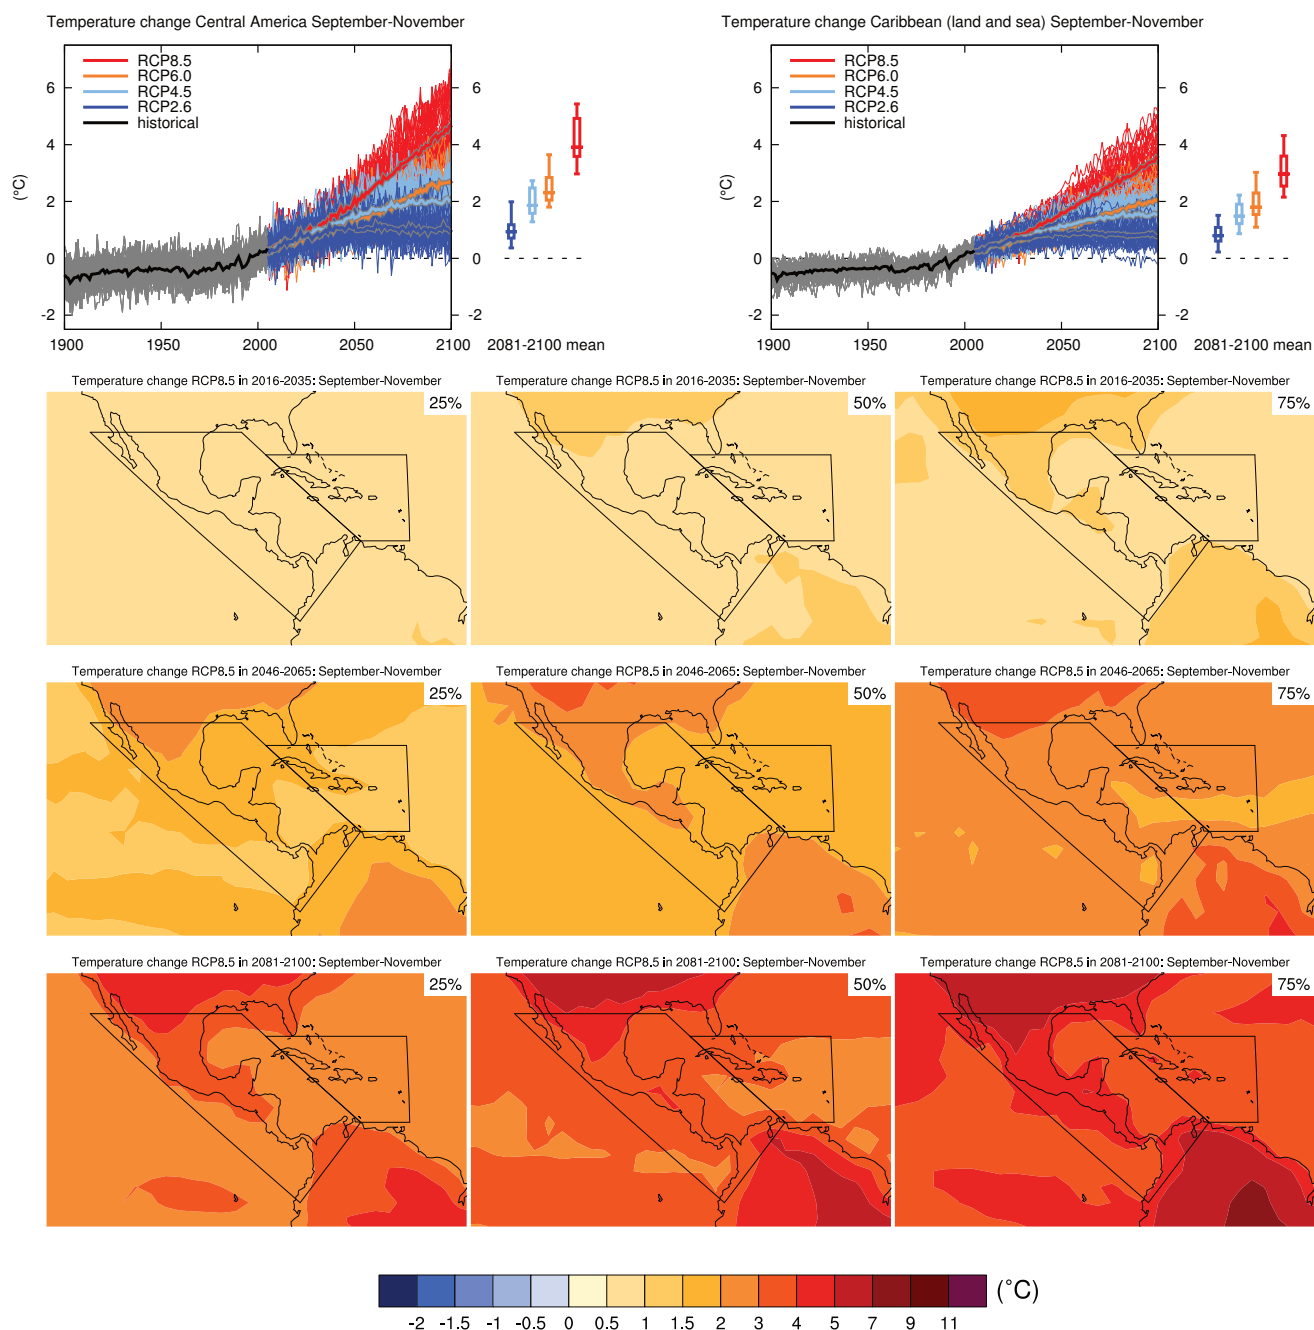 Temperature change Central America September-November
RCP8.5
RCP6.0
RCP4.5
RCP2.6
historical
(°C)
6
4
2
0
-2
6
4
2
0
-2
1900 1950 2000 2050 2100 2081-2100 mean
Temperature change Caribbean (land and sea) September-November
RCP8.5
RCP6.0
RCP4.5
RCP2.6
historical
(°C)
6
4
2
0
-2
6
4
2
0
-2
1900 1950 2000 2050 2100 2081-2100 mean
Temperature change RCP8.5 in 2016-2035: September-November
25%
Temperature change RCP8.5 in 2016-2035: September-November
50%
Temperature change RCP8.5 in 2016-2035: September-November
75%
Temperature change RCP8.5 in 2046-2065: September-November
25%
Temperature change RCP8.5 in 2046-2065: September-November
50%
Temperature change RCP8.5 in 2046-2065: September-November
75%
Temperature change RCP8.5 in 2081-2100: September-November
25%
Temperature change RCP8.5 in 2081-2100: September-November
50%
Temperature change RCP8.5 in 2081-2100: September-November
75%
(°C)
-2 -1.5 -1 -0.5 0 0.5 1 1.5 2 3 4 5 7 9 11